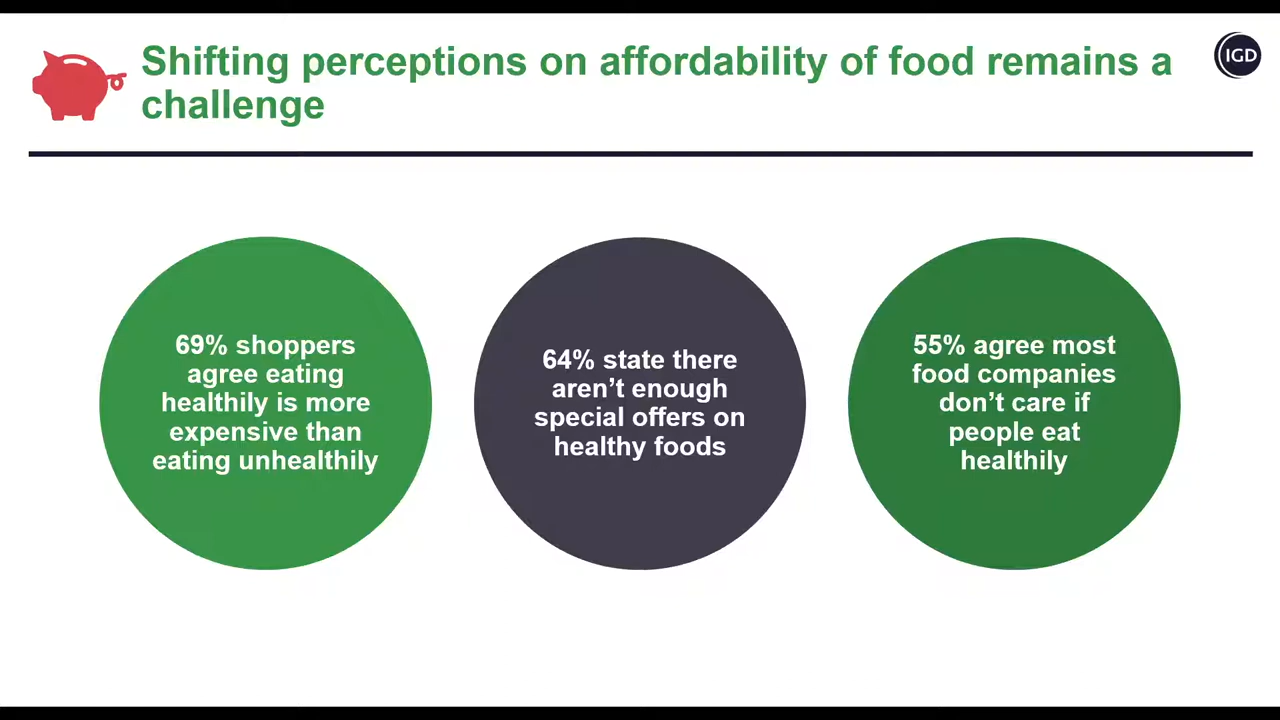 Shifting perceptions on affordability of food remains a
challenge
IGD
69% shoppers
agree eating
healthily is more
expensive than
eating unhealthily
64% state there
aren’t enough
special offers on
healthy foods
55% agree most
food companies
don’t care if
people eat
healthily